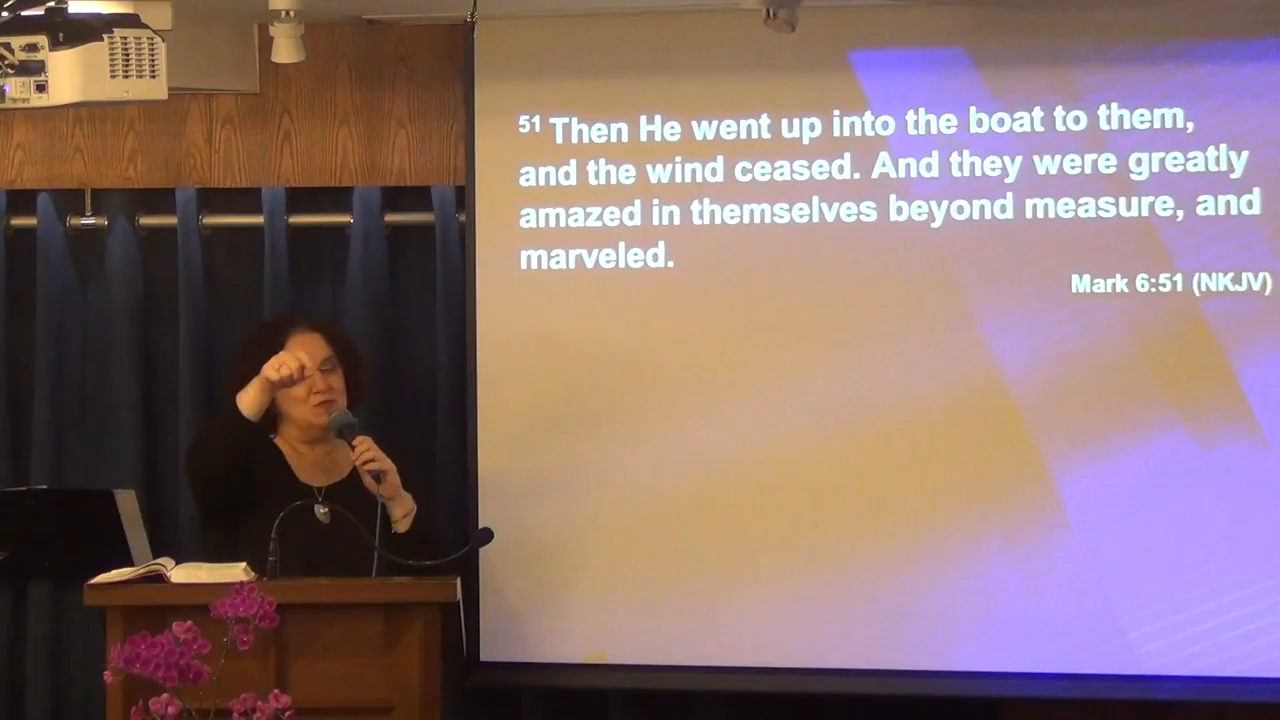 51 Then He went up into the boat to them,
and the wind ceased. And they were greatly
amazed in themselves beyond measure, and
marveled.
Mark 6:51 (NKJV)